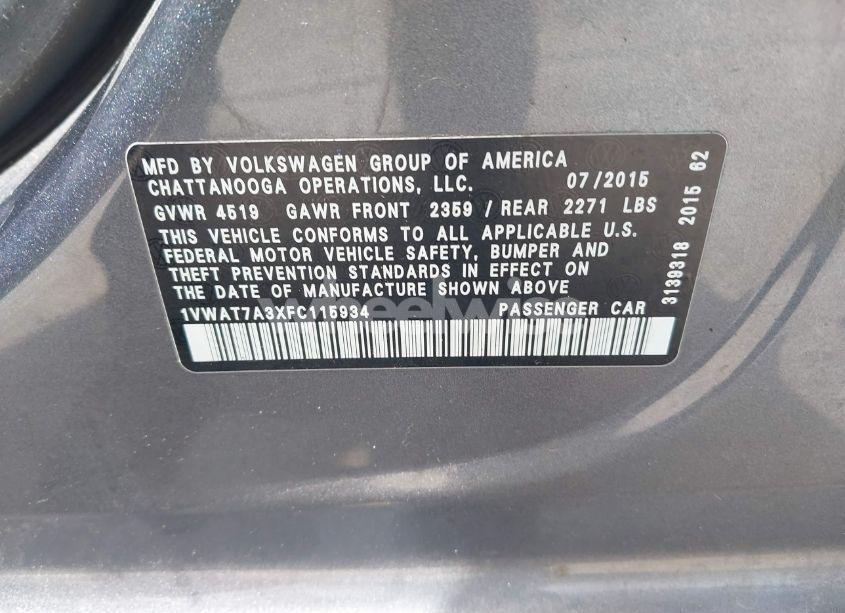 MFD BY VOLKSWAGEN GROUP OF AMERICA
CHATTANOOGA OPERATIONS, LLC. 07/2015
GVWR 4519 GAWR FRONT 2359 / REAR 2271 LBS
THIS VEHICLE CONFORMS TO ALL APPLICABLE U.S.
FEDERAL MOTOR VEHICLE SAFETY, BUMPER AND
THEFT PREVENTION STANDARDS IN EFFECT ON
THE DATE OF MANUFACTURE SHOWN ABOVE
1VWAT7A3XFC115934 PASSENGER CAR
3139318 2015 62